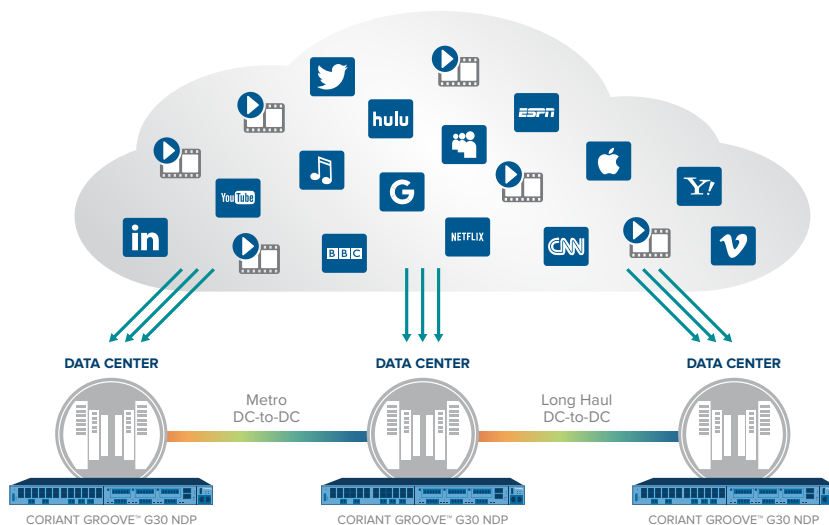 hulu
ESPN
YouTube
G
Y!
in
BBC
NETFLIX
CNN
v
DATA CENTER
DATA CENTER
DATA CENTER
Metro
DC-to-DC
Long Haul
DC-to-DC
CORIANT GROOVE™ G30 NDP
CORIANT GROOVE™ G30 NDP
CORIANT GROOVE™ G30 NDP